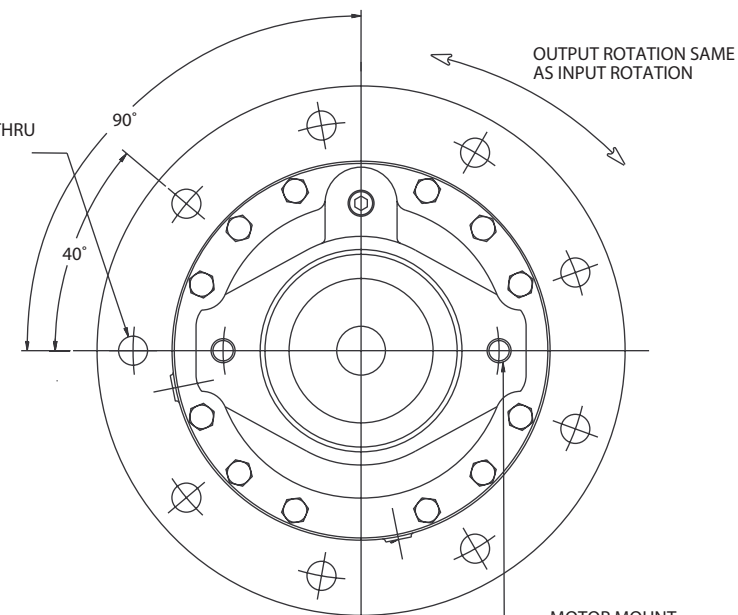 OUTPUT ROTATION SAME
AS INPUT ROTATION
THRU
90°
40°
MOTOR MOUNT